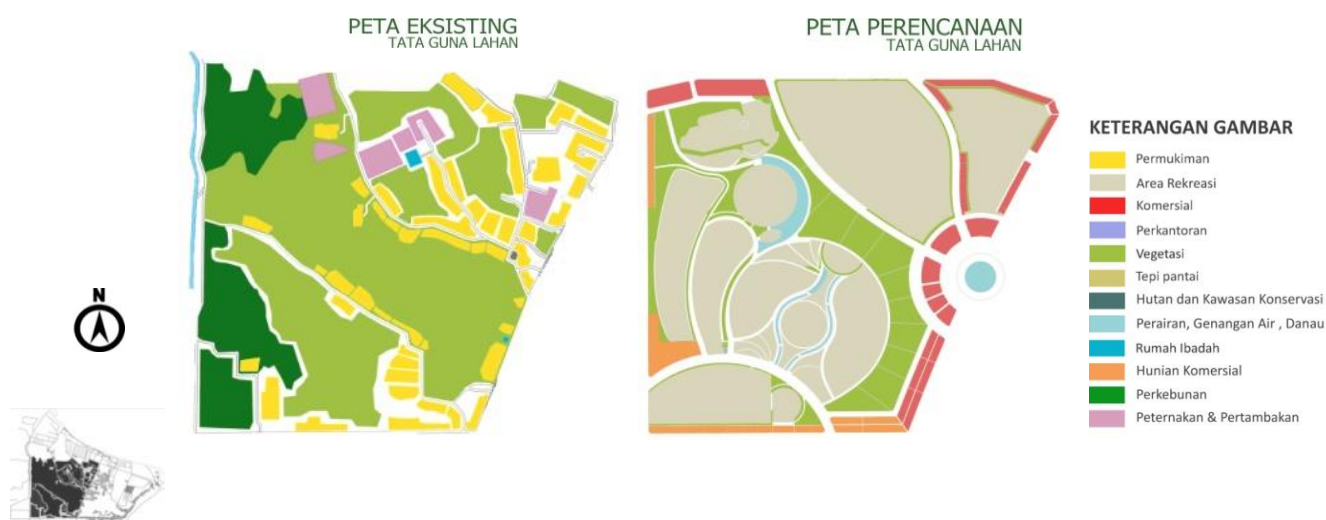 PETA EKSISTING
TATA GUNA LAHAN
PETA PERENCANAAN
TATA GUNA LAHAN
KETERANGAN GAMBAR
Permukiman
Area Rekreasi
Komersial
Perkantoran
Vegetasi
Tepi pantai
Hutan dan Kawasan Konservasi
Perairan, Genangan Air , Danau
Rumah Ibadah
Hunian Komersial
Perkebunan
Peternakan & Pertambakan
N